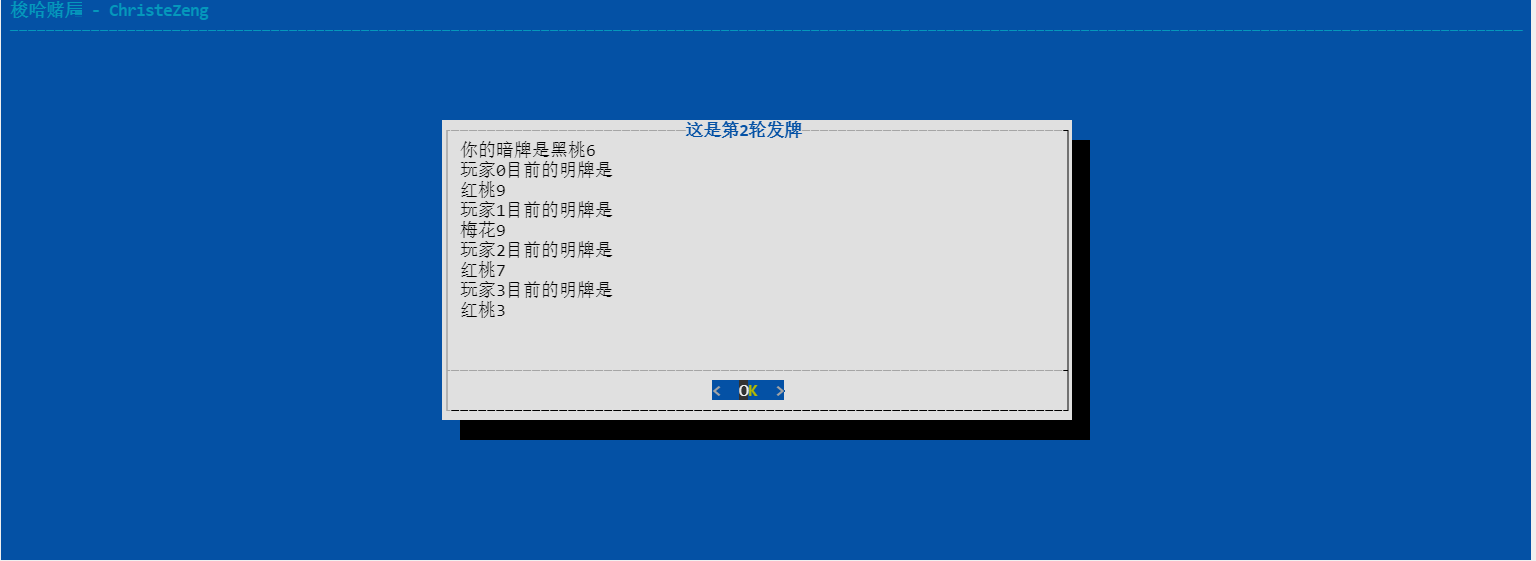 梭哈赌后 - ChristeZeng
这是第2轮发牌
你的暗牌是黑桃6
玩家0目前的明牌是
红桃9
玩家1目前的明牌是
梅花9
玩家2目前的明牌是
红桃7
玩家3目前的明牌是
红桃3
< OK >